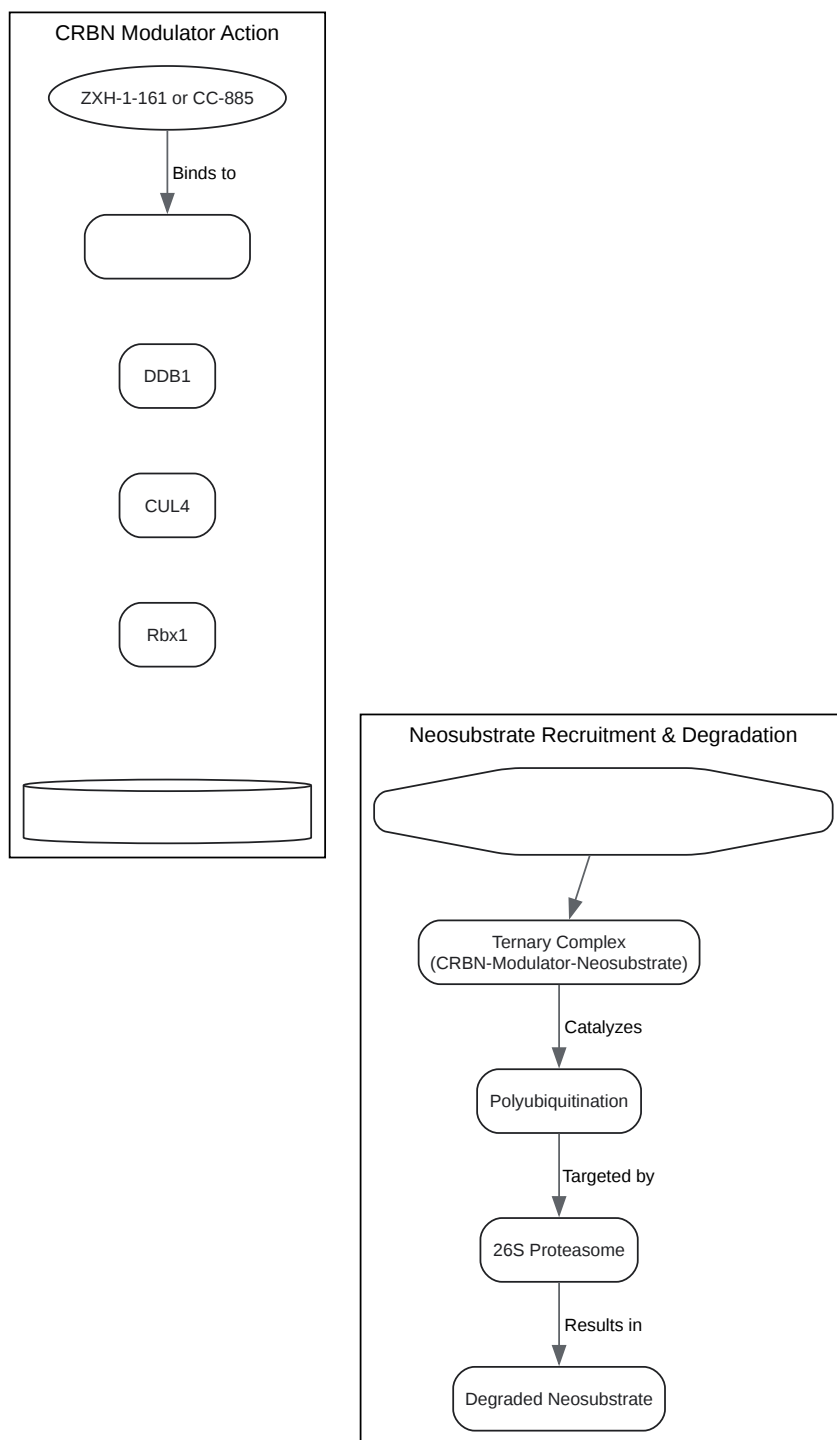 CRBN Modulator Action
ZXH-1-161 or CC-885
Binds to
DDB1
CUL4
Rbx1
Neosubstrate Recruitment & Degradation
Ternary Complex
(CRBN-Modulator-Neosubstrate)
Catalyzes
Polyubiquitination
Targeted by
26S Proteasome
Results in
Degraded Neosubstrate